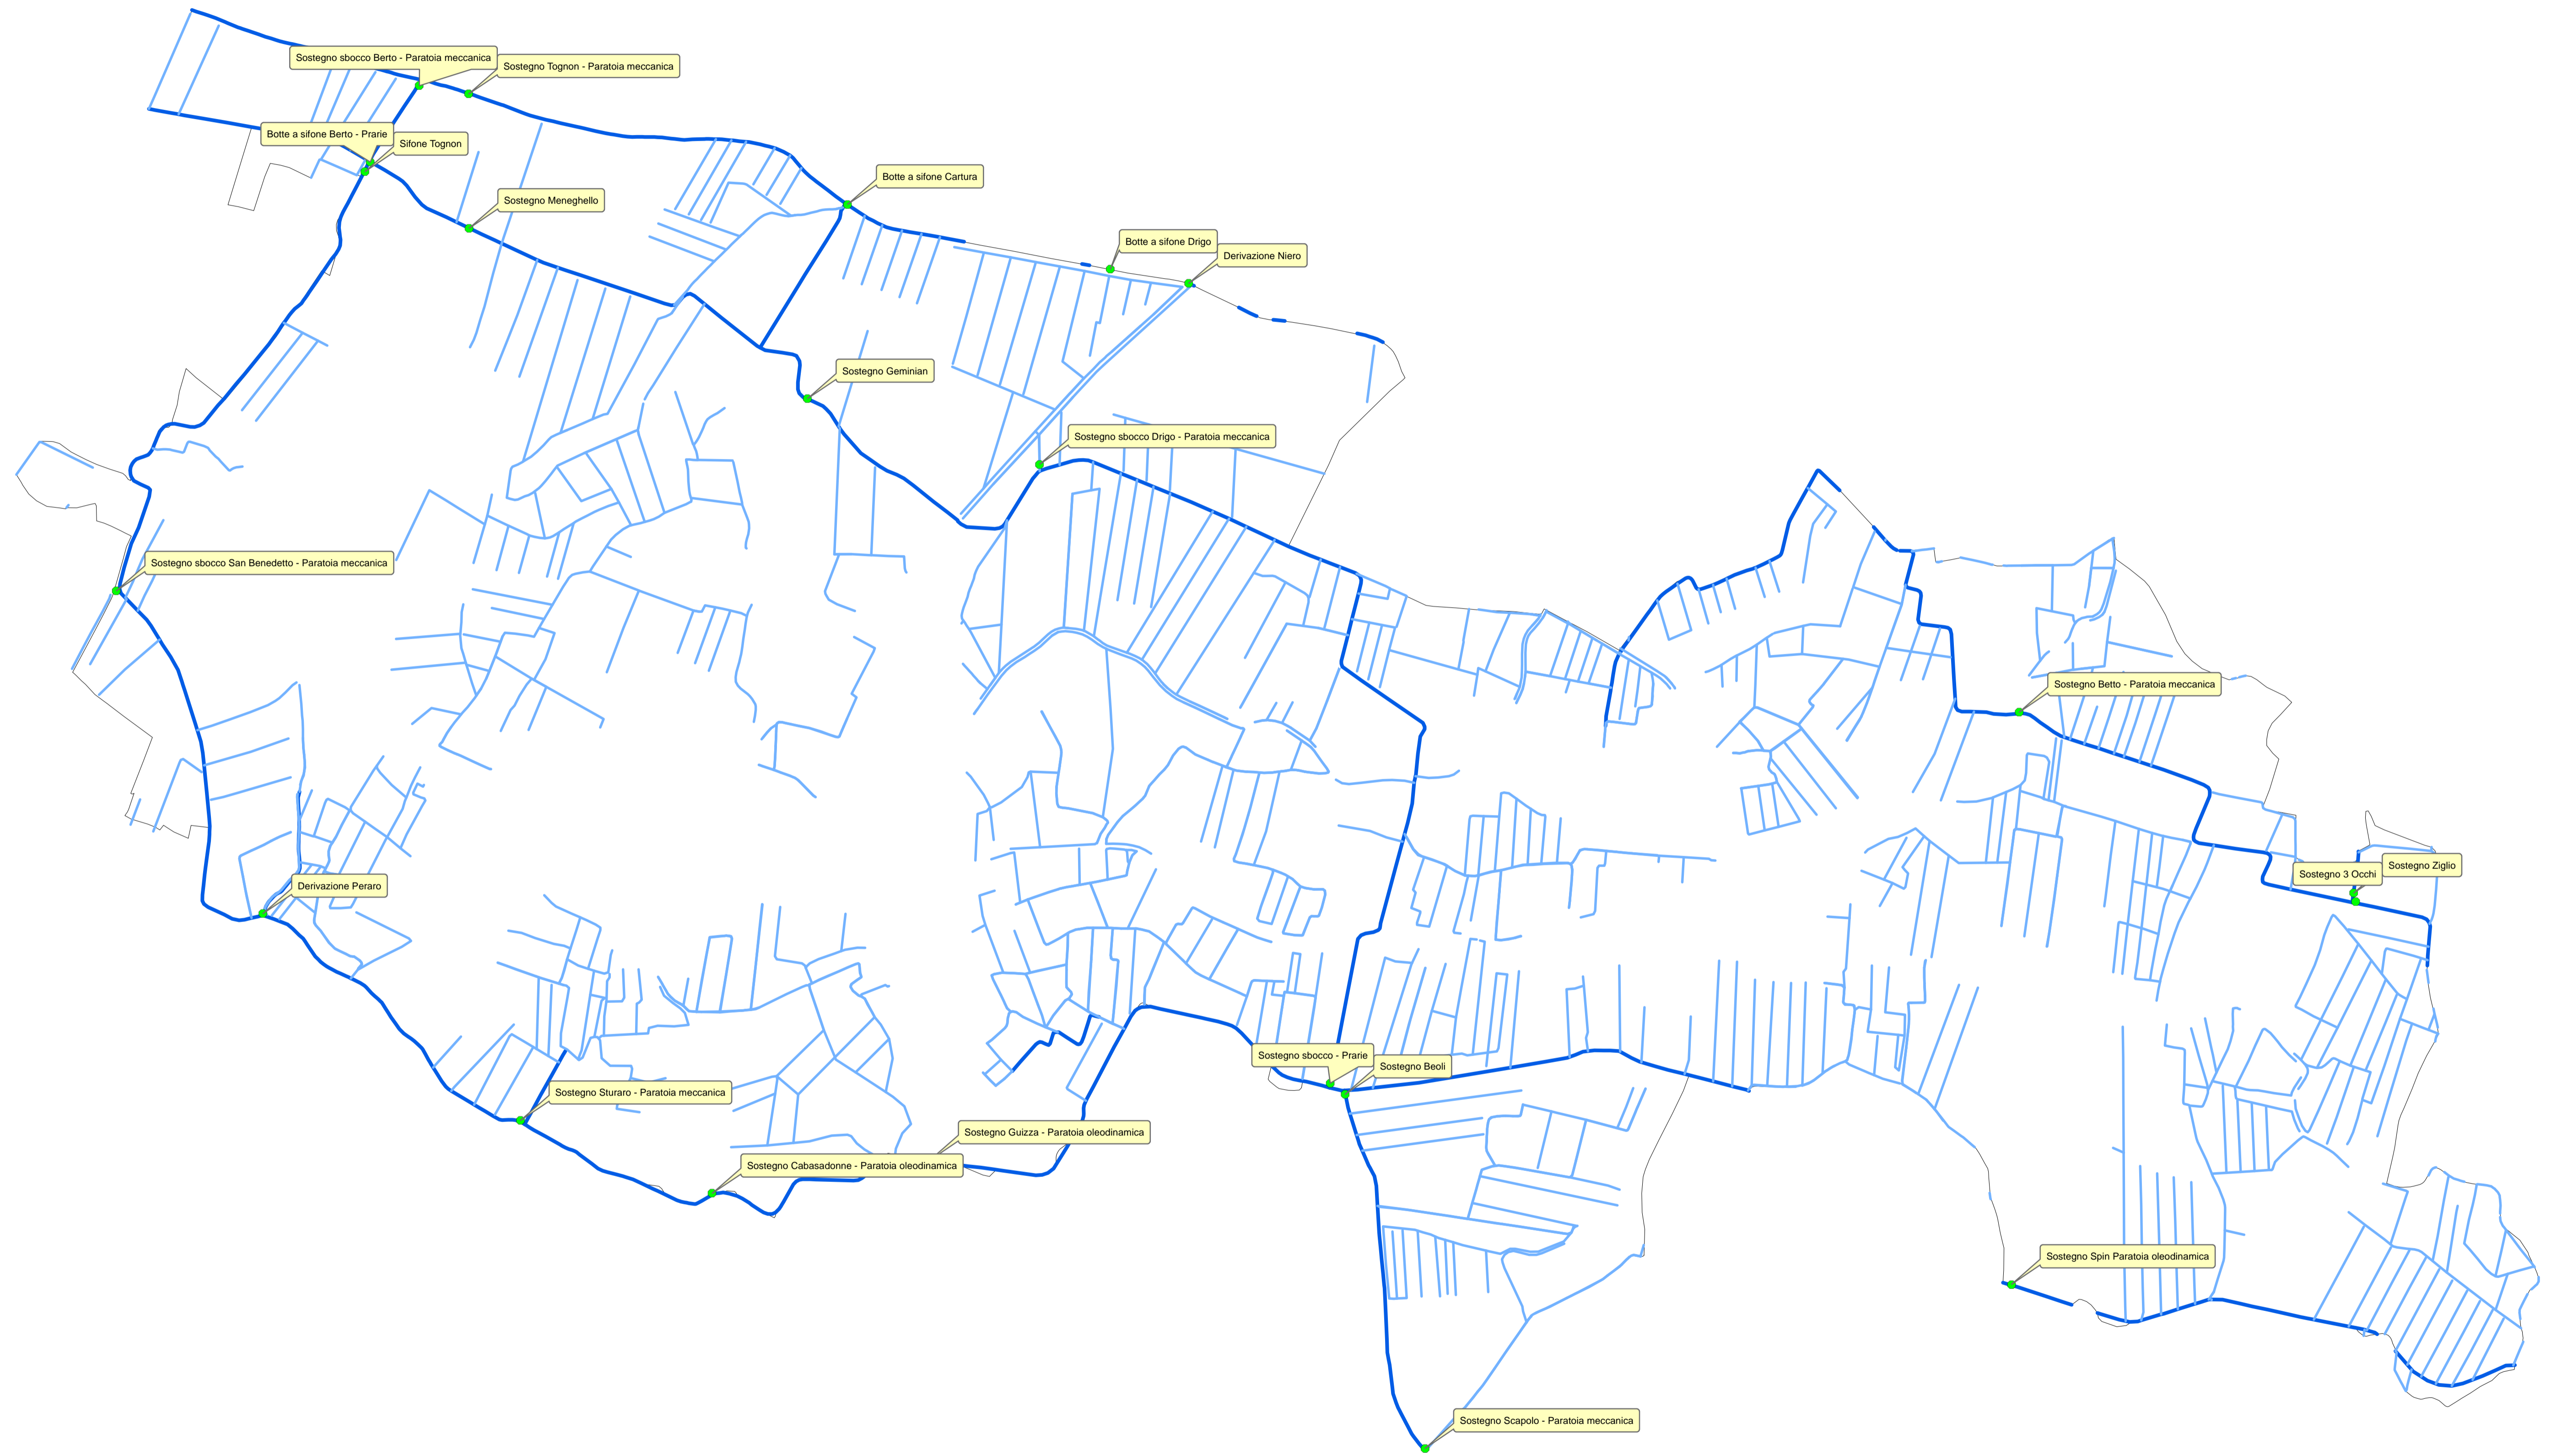 Sostegno sbocco Berto - Paratoia meccanica
Sostegno Tognon - Paratoia meccanica
Botte a sifone Berto - Prarie
Sifone Tognon
Botte a sifone Cartura
Sostegno Meneghello
Botte a sifone Drigo
Derivazione Niero
Sostegno Geminian
Sostegno sbocco Drigo - Paratoia meccanica
Sostegno sbocco San Benedetto - Paratoia meccanica
Sostegno Betto - Paratoia meccanica
Sostegno Ziglio
Sostegno 3 Occhi
Derivazione Peraro
Sostegno sbocco - Prarie
Sostegno Beoli
Sostegno Sturaro - Paratoia meccanica
Sostegno Guizza - Paratoia oleodinamica
Sostegno Cabasadonne - Paratoia oleodinamica
Sostegno Spin Paratoia oleodinamica
Sostegno Scapolo - Paratoia meccanica